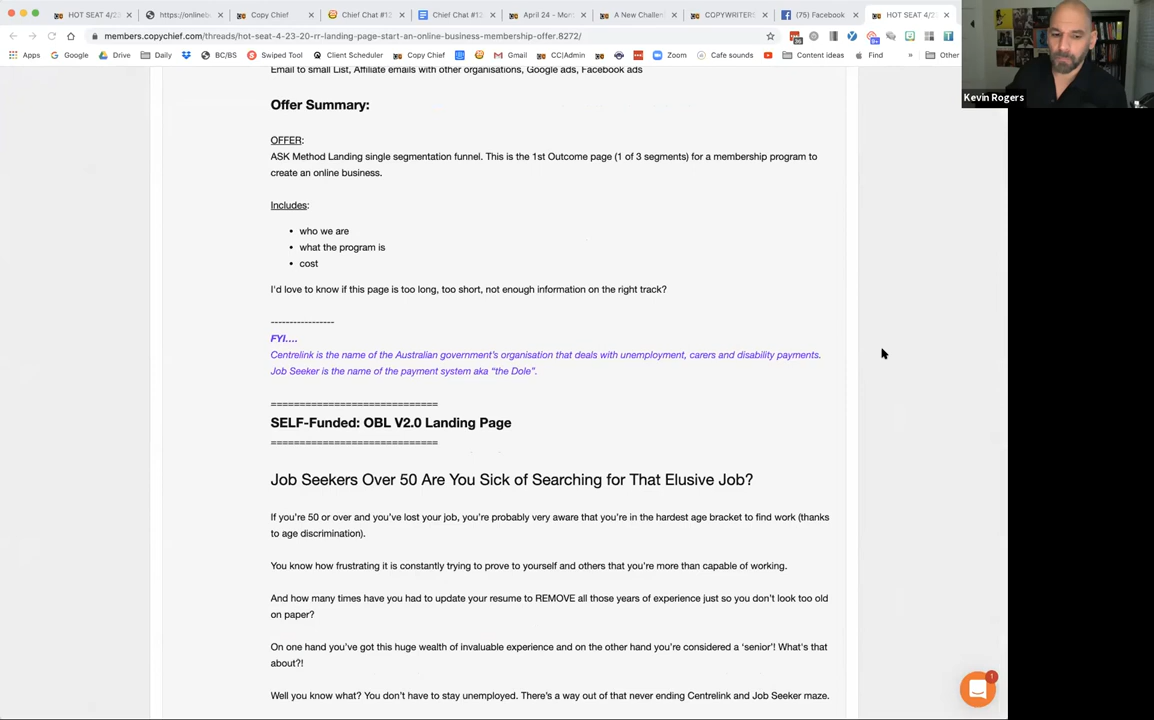 HOT SEAT 4/23
https://onlineb
Copy Chief
Chief Chat #12
Chief Chat #12
April 24 - Mon
A New Challen
COPYWRITERS
(75) Facebook
HOT SEAT 4/2
members.copychief.com/threads/hot-seat-4-23-20-rr-landing-page-start-an-online-business-membership-offer.8272/
Apps
Google
Drive
Daily
BC/BS
Swiped Tool
Client Scheduler
Copy Chief
Gmail
CC|Admin
Zoom
Cafe sounds
Content ideas
Find
»
Other
Kevin Rogers
Email to small List, Affiliate emails with other organisations, Google ads, Facebook ads
Offer Summary:
OFFER:
ASK Method Landing single segmentation funnel. This is the 1st Outcome page (1 of 3 segments) for a membership program to
create an online business.
Includes:
• who we are
• what the program is
• cost
I'd love to know if this page is too long, too short, not enough information on the right track?
-----------------
FYI....
Centrelink is the name of the Australian government's organisation that deals with unemployment, carers and disability payments.
Job Seeker is the name of the payment system aka “the Dole”.
============================
SELF-Funded: OBL V2.0 Landing Page
============================
Job Seekers Over 50 Are You Sick of Searching for That Elusive Job?
If you're 50 or over and you've lost your job, you're probably very aware that you're in the hardest age bracket to find work (thanks
to age discrimination).
You know how frustrating it is constantly trying to prove to yourself and others that you're more than capable of working.
And how many times have you had to update your resume to REMOVE all those years of experience just so you don't look too old
on paper?
On one hand you've got this huge wealth of invaluable experience and on the other hand you're considered a 'senior'! What's that
about?!
Well you know what? You don't have to stay unemployed. There's a way out of that never ending Centrelink and Job Seeker maze.
1